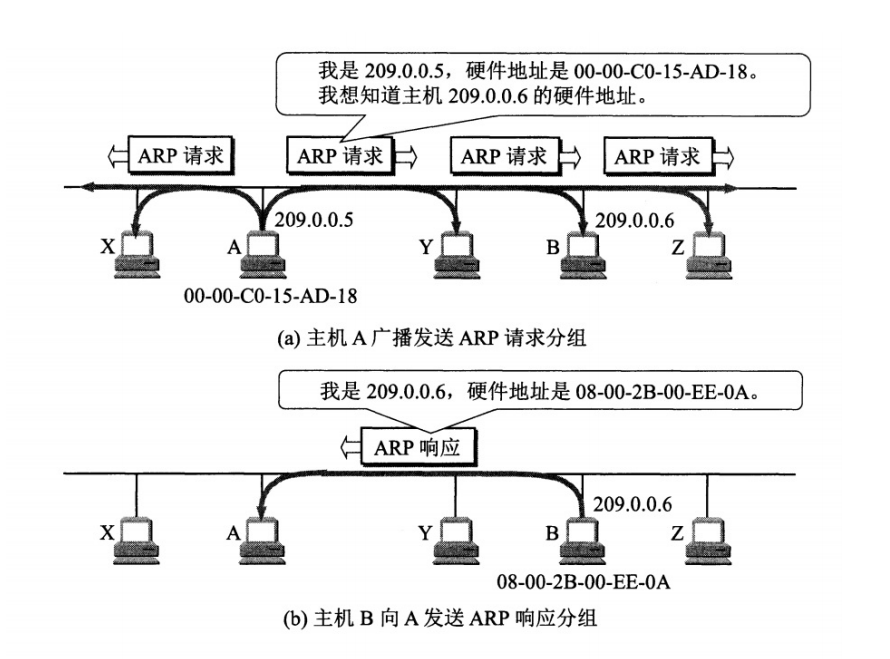 我是 209.0.0.5，硬件地址是 00-00-C0-15-AD-18。
我想知道主机 209.0.0.6 的硬件地址。
ARP 请求
ARP 请求
ARP 请求
ARP 请求
209.0.0.5
209.0.0.6
X
A
Y
B
Z
00-00-C0-15-AD-18
(a) 主机 A 广播发送 ARP 请求分组
我是 209.0.0.6，硬件地址是 08-00-2B-00-EE-0A。
ARP 响应
209.0.0.6
X
A
Y
B
Z
08-00-2B-00-EE-0A
(b) 主机 B 向 A 发送 ARP 响应分组